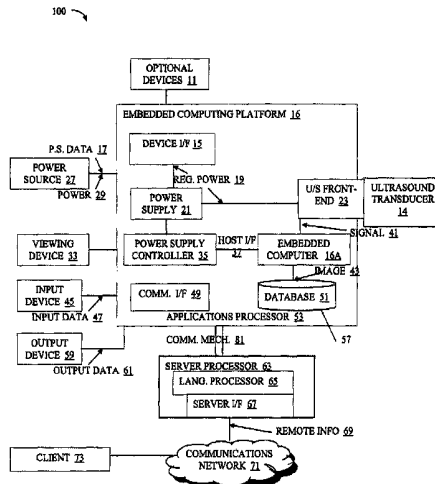 100
OPTIONAL
DEVICES 11
EMBEDDED COMPUTING PLATFORM 16
DEVICE I/F 15
P.S. DATA 17
REG. POWER 19
POWER
SOURCE 27
POWER 29
POWER
SUPPLY 21
U/S FRONT-
END 23
ULTRASOUND
TRANSDUCER
14
SIGNAL 41
VIEWING
DEVICE 33
POWER SUPPLY
CONTROLLER 35
HOST I/F
37
EMBEDDED
COMPUTER 16A
IMAGE 43
INPUT
DEVICE 45
INPUT DATA 47
COMM. I/F 49
DATABASE 51
APPLICATIONS PROCESSOR 53
57
OUTPUT
DEVICE 59
OUTPUT DATA 61
COMM. MECH. 81
SERVER PROCESSOR 63
LANG. PROCESSOR 65
SERVER I/F 67
REMOTE INFO 69
CLIENT 73
COMMUNICATIONS
NETWORK 71